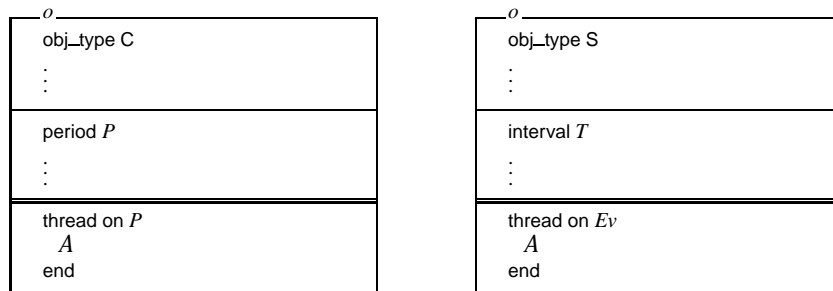 o
obj_type C
⋮
period P
⋮
thread on P
A
end
o
obj_type S
⋮
interval T
⋮
thread on Ev
A
end